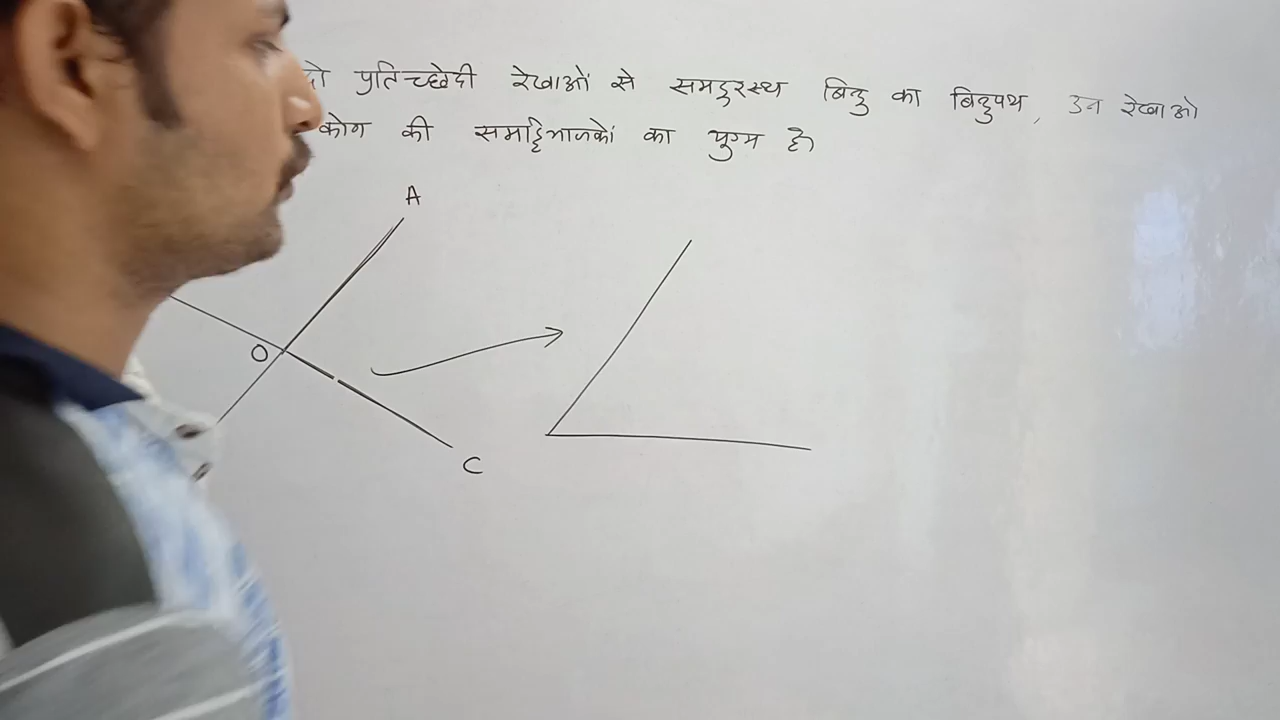 दो प्रतिच्छेदी रेखाओं से समदुरस्थ बिंदु का बिंदुपथ, उन रेखाओ
कोण की समद्विभाजकों का युग्म है।
A
O
C